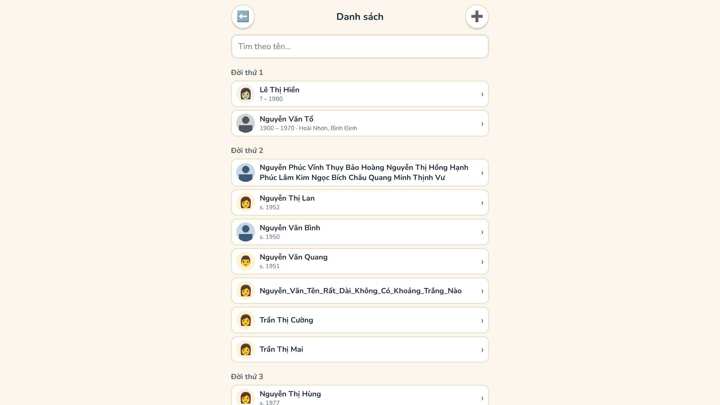 Danh sách
Tìm theo tên...
Đời thứ 1
Lê Thị Hiền
? – 1980
Nguyễn Văn Tổ
1900 – 1970 · Hoài Nhơn, Bình Định
Đời thứ 2
Nguyễn Phúc Vĩnh Thụy Bảo Hoàng Nguyễn Thị Hồng Hạnh
Phúc Lâm Kim Ngọc Bích Châu Quang Minh Thịnh Vư
Nguyễn Thị Lan
s. 1952
Nguyễn Văn Bình
s. 1950
Nguyễn Văn Quang
s. 1951
Nguyễn_Văn_Tên_Rất_Dài_Không_Có_Khoảng_Trắng_Nào
Trần Thị Cường
Trần Thị Mai
Đời thứ 3
Nguyễn Thị Hùng
s. 1977